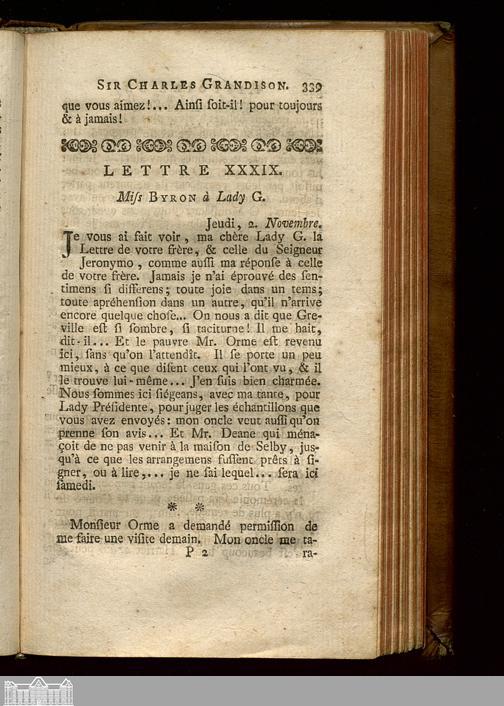 SIR CHARLES GRANDISON. 339
que vous aimez!... Ainſi ſoit-il! pour toujours
& à jamais!
LETTRE XXXIX.
Miſs BYRON à Lady G.
Jeudi, 2. Novembre.
Je vous ai fait voir, ma chère Lady G. la
Lettre de votre frère, & celle du Seigneur
Jeronymo, comme auſſi ma réponſe à celle
de votre frère. Jamais je n'ai éprouvé des ſen-
timens ſi différens; toute joie dans un tems;
toute apréhenſion dans un autre, qu'il n'arrive
encore quelque choſe... On nous a dit que Gre-
ville eſt ſi ſombre, ſi taciturne! Il me hait,
dit-il... Et le pauvre Mr. Orme eſt revenu
ici, ſans qu'on l'attendît. Il ſe porte un peu
mieux, à ce que diſent ceux qui l'ont vu, & il
le trouve lui-même... J'en ſuis bien charmée.
Nous ſommes ici ſiégeans, avec ma tante, pour
Lady Préſidente, pour juger les échantillons que
vous avez envoyés: mon oncle veut auſſi qu'on
prenne ſon avis... Et Mr. Deane qui ména-
çoit de ne pas venir à la maiſon de Selby, juſ-
qu'à ce que les arrangemens fuſſent prêts à ſi-
gner, ou à lire,... je ne ſai lequel... ſera ici
ſamedi.
* *
Monſieur Orme a demandé permiſſion de
me faire une viſite demain. Mon oncle me ta-
P 2 ra-